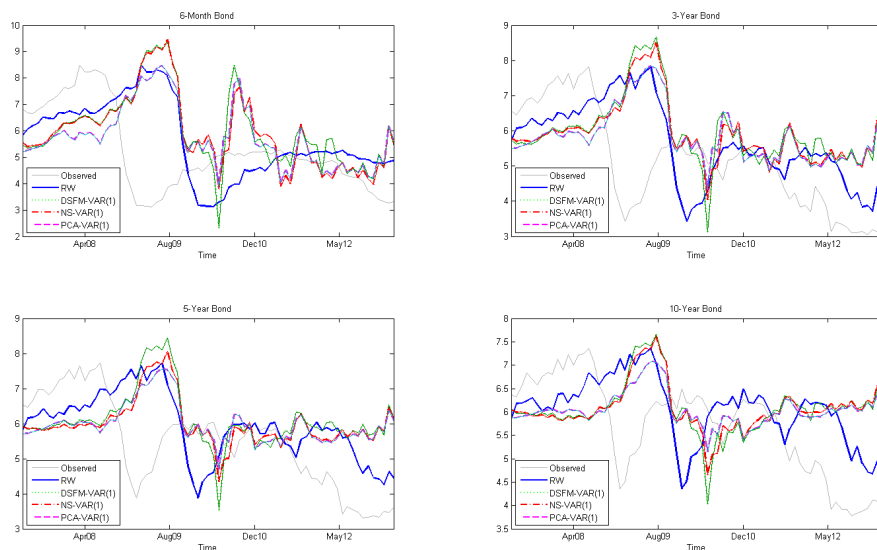 6-Month Bond
10
9
8
7
6
5
4
3
2
Observed
RW
DSFM-VAR(1)
NS-VAR(1)
PCA-VAR(1)
Apr08
Aug09
Dec10
May12
Time
3-Year Bond
9
8
7
6
5
4
3
Observed
RW
DSFM-VAR(1)
NS-VAR(1)
PCA-VAR(1)
Apr08
Aug09
Dec10
May12
Time
5-Year Bond
9
8
7
6
5
4
3
Observed
RW
DSFM-VAR(1)
NS-VAR(1)
PCA-VAR(1)
Apr08
Aug09
Dec10
May12
Time
10-Year Bond
8
7.5
7
6.5
6
5.5
5
4.5
4
3.5
Observed
RW
DSFM-VAR(1)
NS-VAR(1)
PCA-VAR(1)
Apr08
Aug09
Dec10
May12
Time